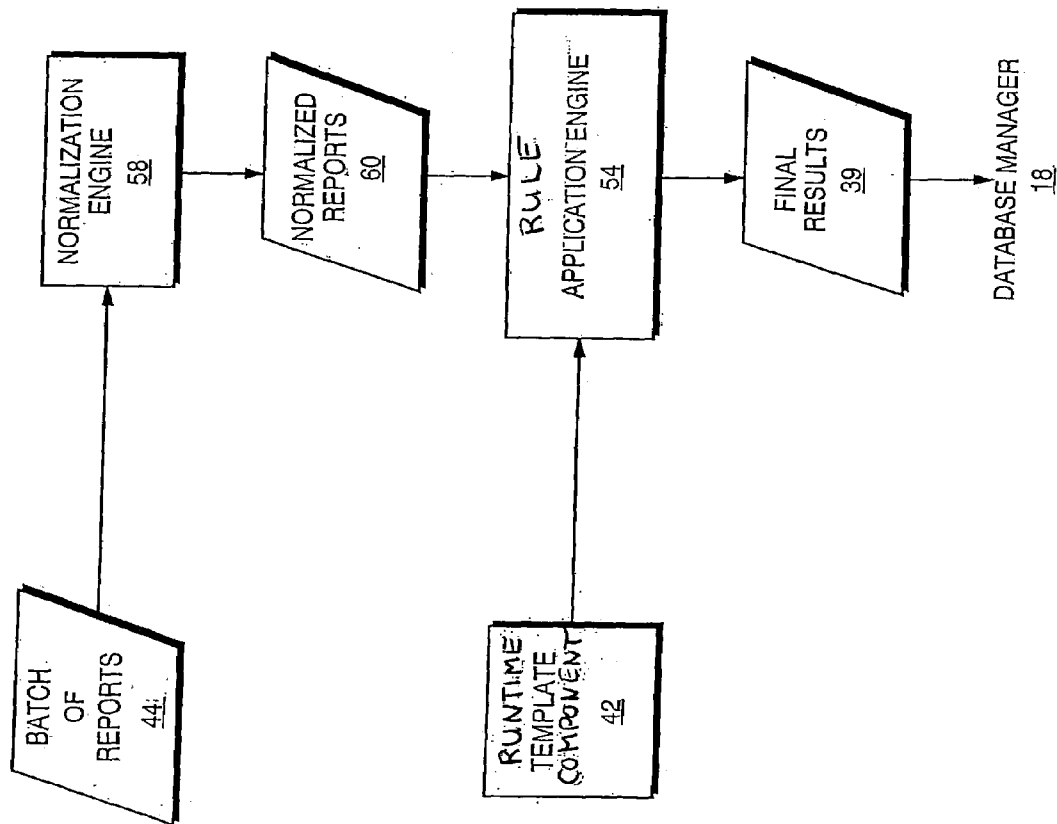 BATCH
OF
REPORTS
44
NORMALIZATION
ENGINE
58
NORMALIZED
REPORTS
60
RUNTIME
TEMPLATE
COMPONENT
42
RULE
APPLICATION ENGINE
54
FINAL
RESULTS
39
DATABASE MANAGER
18